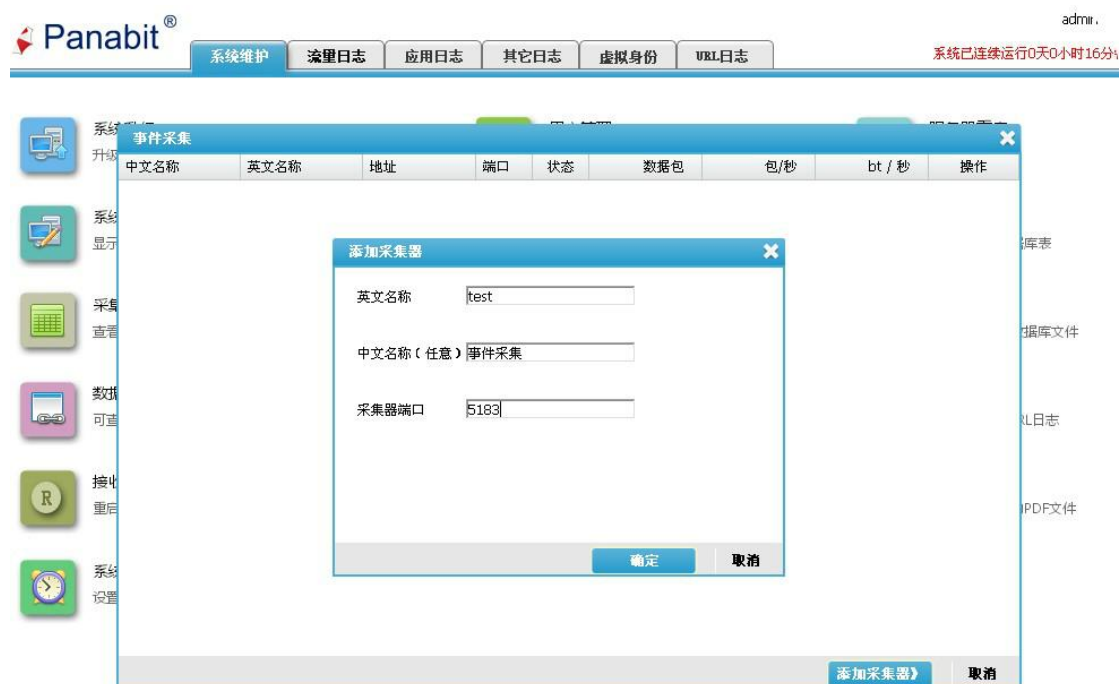 Panabit®
系统维护 流量日志 应用日志 其它日志 虚拟身份 URL日志
系统已连续运行0天0小时16分
事件采集
升级
中文名称 英文名称 地址 端口 状态 数据包 包/秒 bt / 秒 操作
系统
显示
添加采集器
库表
英文名称 test
采集
查看
据库文件
中文名称(任意) 事件采集
数据
可查
采集器端口 5183
RL日志
接收
重启
R
PDF文件
确定 取消
系统
设置
添加采集器》 取消